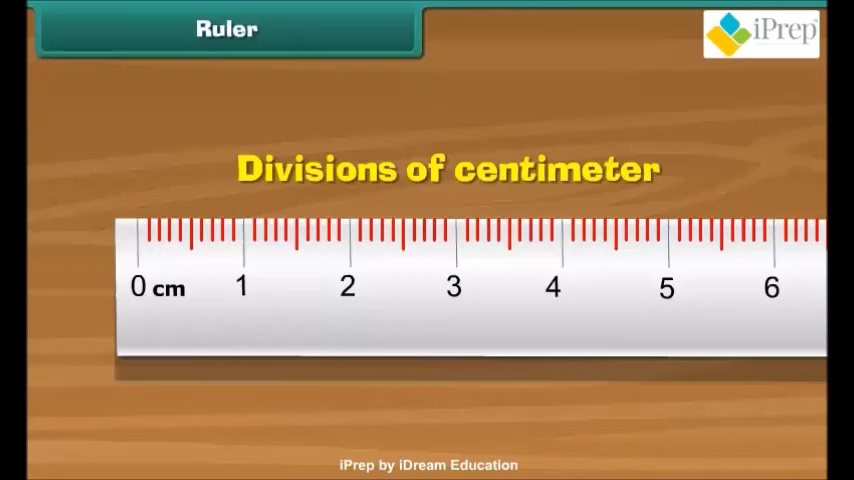 Ruler
iPrep
Divisions of centimeter
0 cm 1 2 3 4 5 6
iPrep by iDream Education